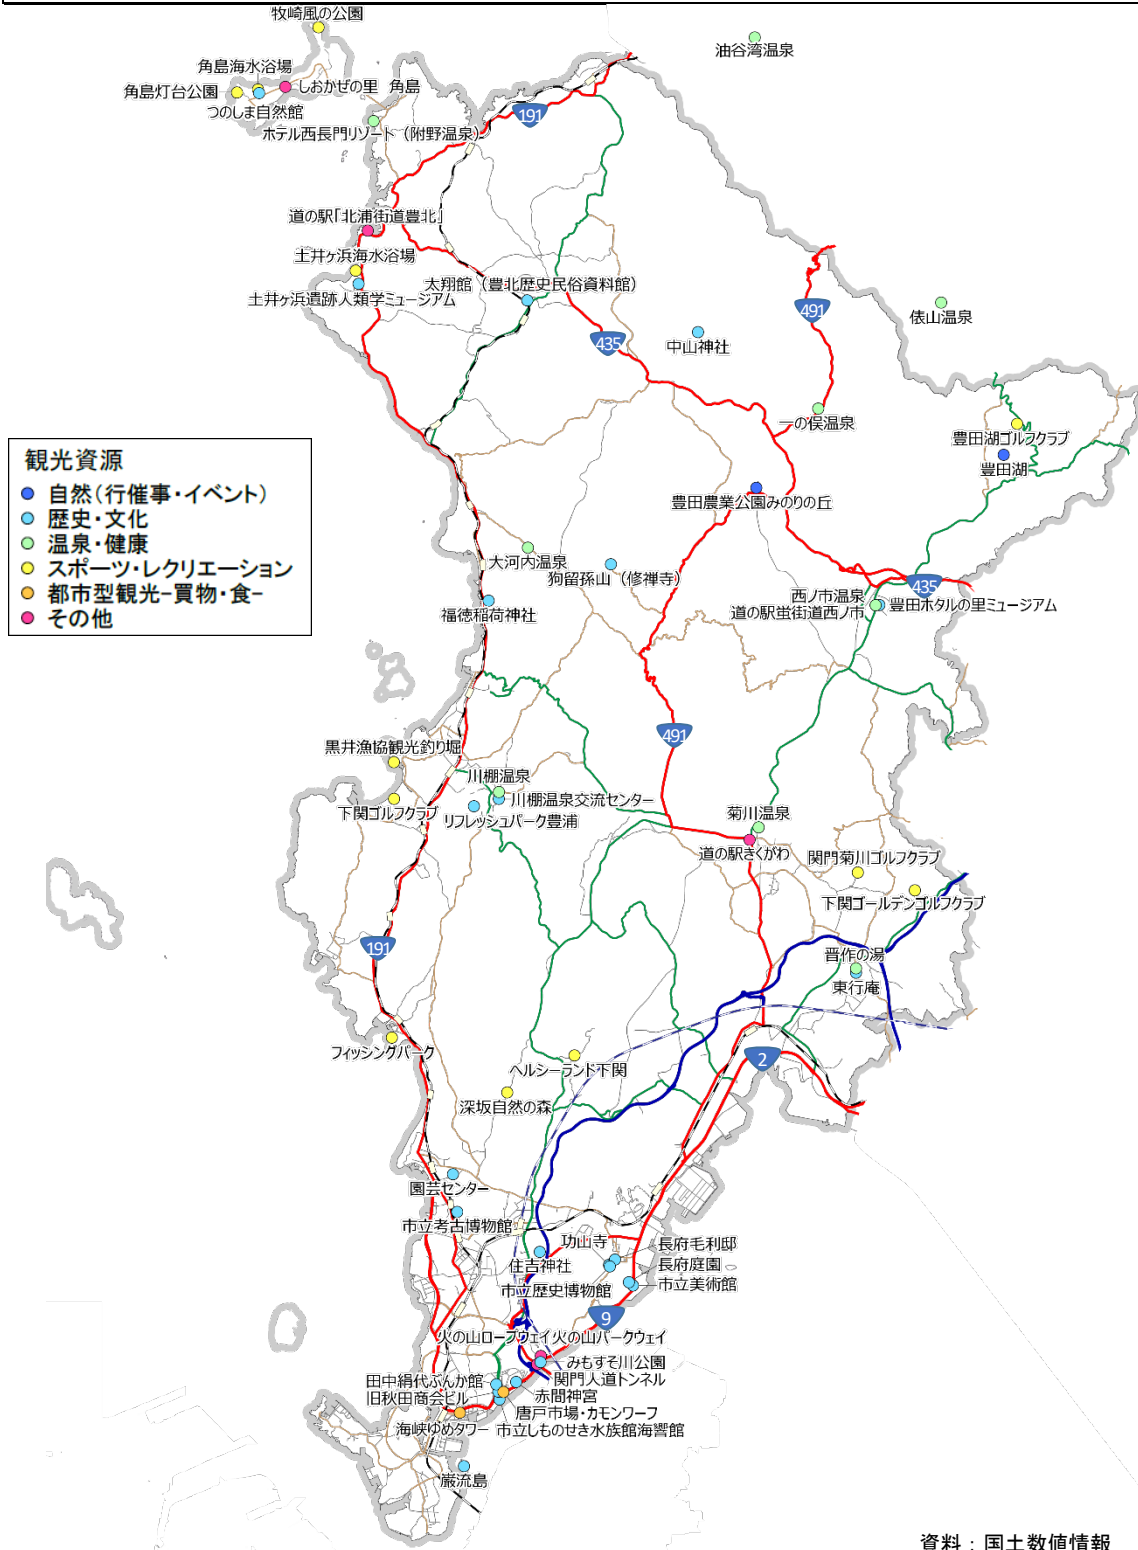 牧崎風の公園
油谷湾温泉
角島海水浴場
角島灯台公園
しおかぜの里 角島
つのしま自然館
191
ホテル西長門リゾート（附野温泉）
道の駅「北浦街道豊北」
土井ヶ浜海水浴場
太翔館（豊北歴史民俗資料館）
土井ヶ浜遺跡人類学ミュージアム
491
俵山温泉
435
中山神社
一の俣温泉
豊田湖ゴルフクラブ
豊田湖
観光資源
自然（行催事・イベント）
歴史・文化
温泉・健康
スポーツ・レクリエーション
都市型観光-買物・食-
その他
豊田農業公園みのりの丘
大河内温泉
狗留孫山（修禅寺）
435
西ノ市温泉
道の駅蛍街道西ノ市
豊田ホタルの里ミュージアム
福徳稲荷神社
491
黒井漁協観光釣り堀
川棚温泉
川棚温泉交流センター
下関ゴルフクラブ
リフレッシュパーク豊浦
菊川温泉
道の駅きくがわ
関門菊川ゴルフクラブ
下関ゴールデンゴルフクラブ
191
晋作の湯
東行庵
フィッシングパーク
2
ヘルシーランド下関
深坂自然の森
園芸センター
市立考古博物館
功山寺
長府毛利邸
住吉神社
長府庭園
市立歴史博物館
市立美術館
9
火の山ロープウェイ
火の山パークウェイ
みもすそ川公園
関門人道トンネル
田中絹代ぶんか館
旧秋田商会ビル
赤間神宮
唐戸市場・カモンワーフ
海峡ゆめタワー
市立しものせき水族館海響館
巌流島
資料：国土数値情報